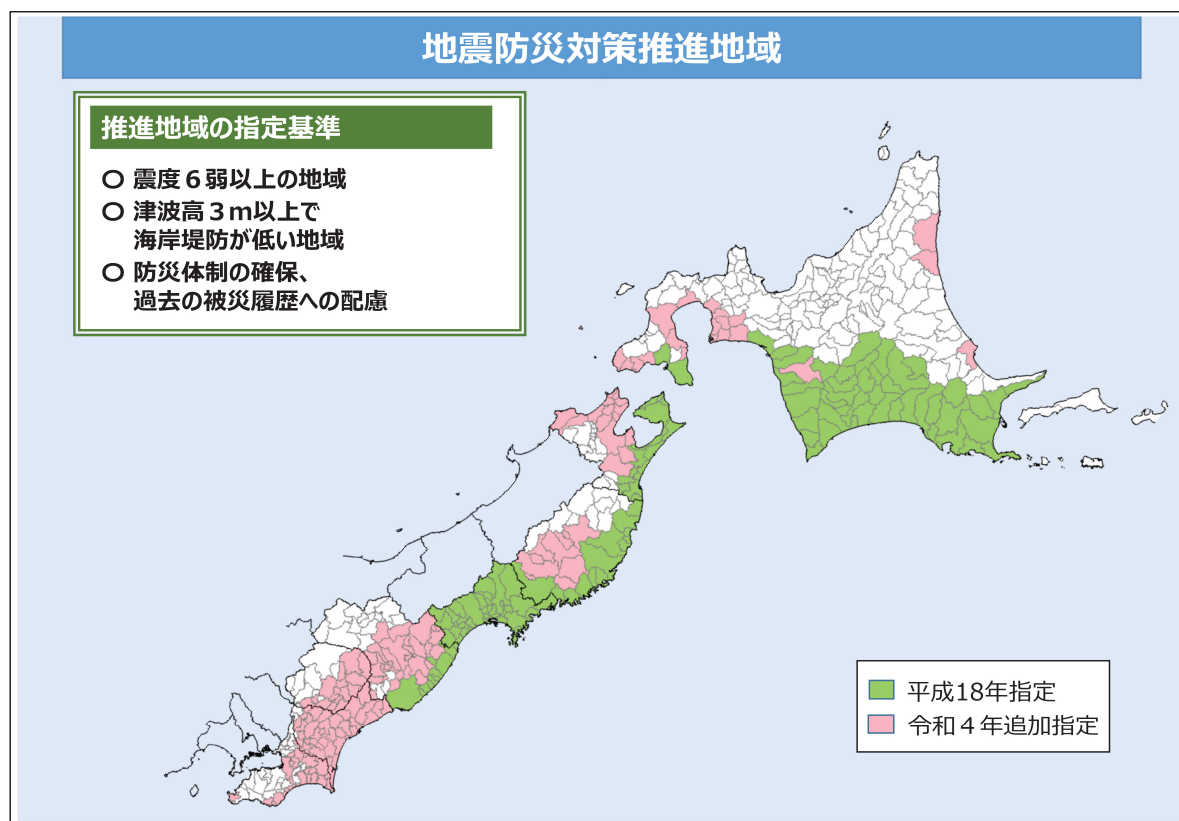 地震防災対策推進地域
推進地域の指定基準
○ 震度６弱以上の地域
○ 津波高３ｍ以上で
海岸堤防が低い地域
○ 防災体制の確保、
過去の被災履歴への配慮
平成18年指定
令和４年追加指定